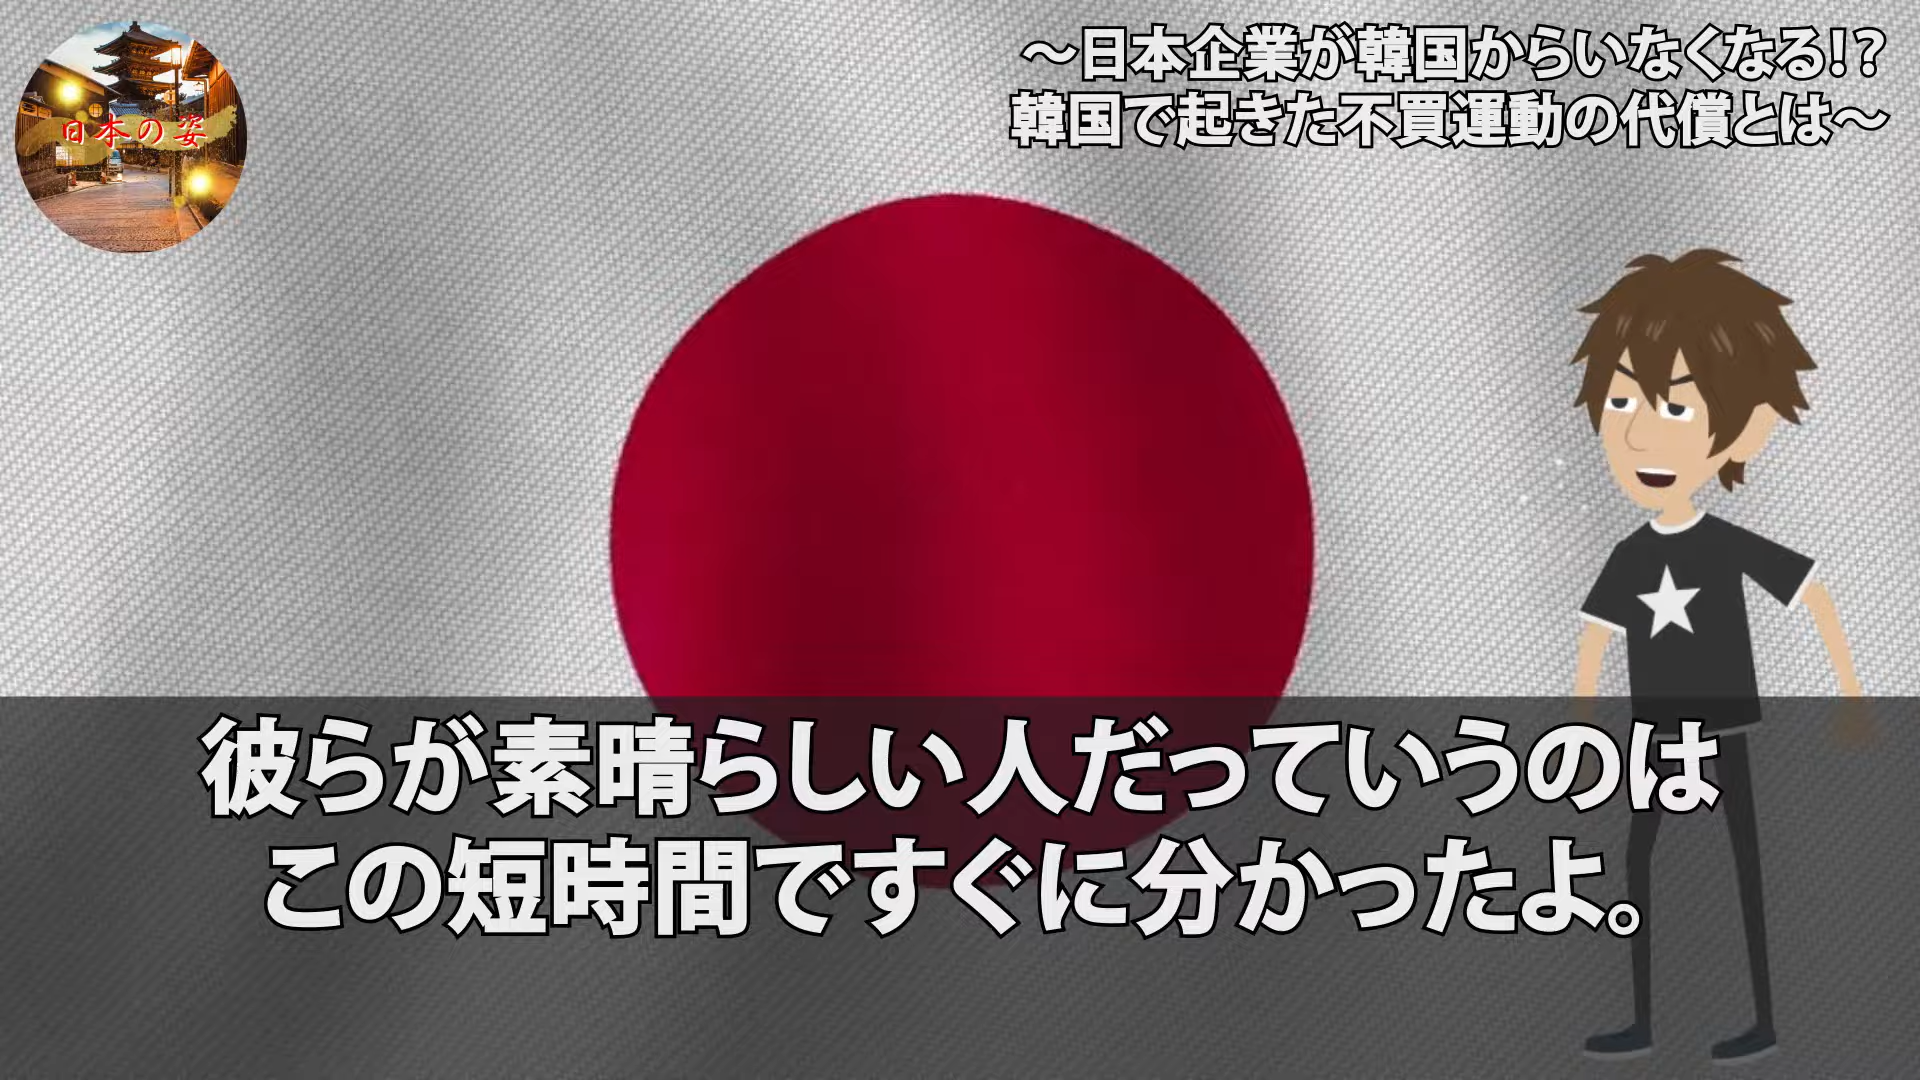 日本の姿
～日本企業が韓国からいなくなる!?
韓国で起きた不買運動の代償とは～
彼らが素晴らしい人だっていうのは
この短時間ですぐに分かったよ。